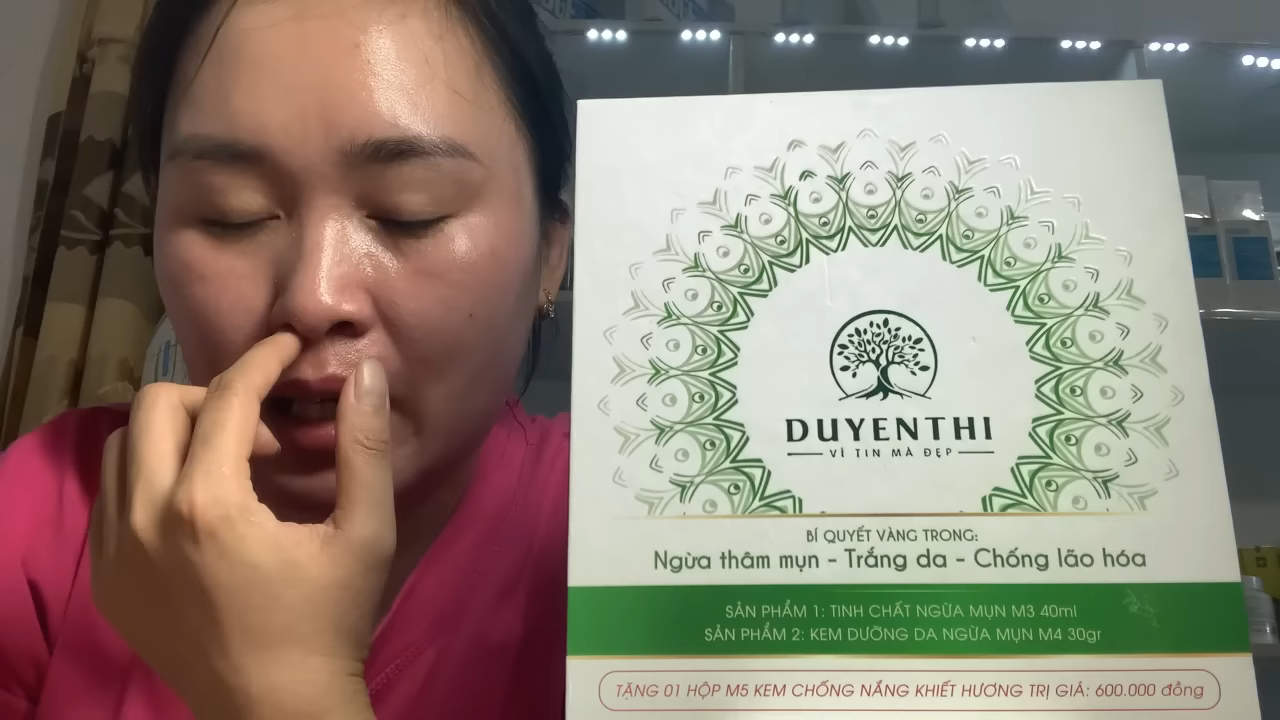 DUYENTHI
VÌ TIN MÀ ĐẸP
BÍ QUYẾT VÀNG TRONG:
Ngừa thâm mụn - Trắng da - Chống lão hóa
SẢN PHẨM 1: TINH CHẤT NGỪA MỤN M3 40ml
SẢN PHẨM 2: KEM DƯỠNG DA NGỪA MỤN M4 30gr
TẶNG 01 HỘP M5 KEM CHỐNG NẮNG KHIẾT HƯƠNG TRỊ GIÁ: 600.000 đồng